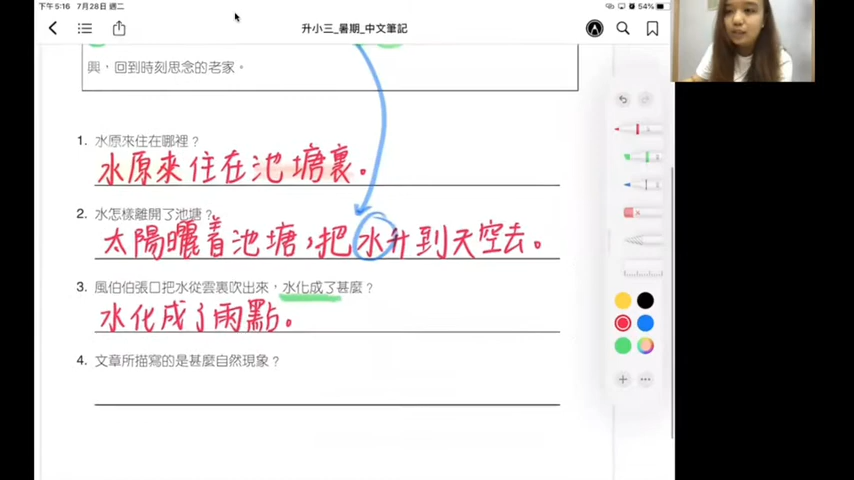 下午5:16 7月28日 週二
54%
升小三_暑期_中文筆記
興，回到時刻思念的老家。
1. 水原來住在哪裡？
水原來住在池塘裏。
2. 水怎樣離開了池塘？
太陽曬着池塘，把水升到天空去。
3. 風伯伯張口把水從雲裏吹出來，水化成了甚麼？
水化成了雨點。
4. 文章所描寫的是甚麼自然現象？